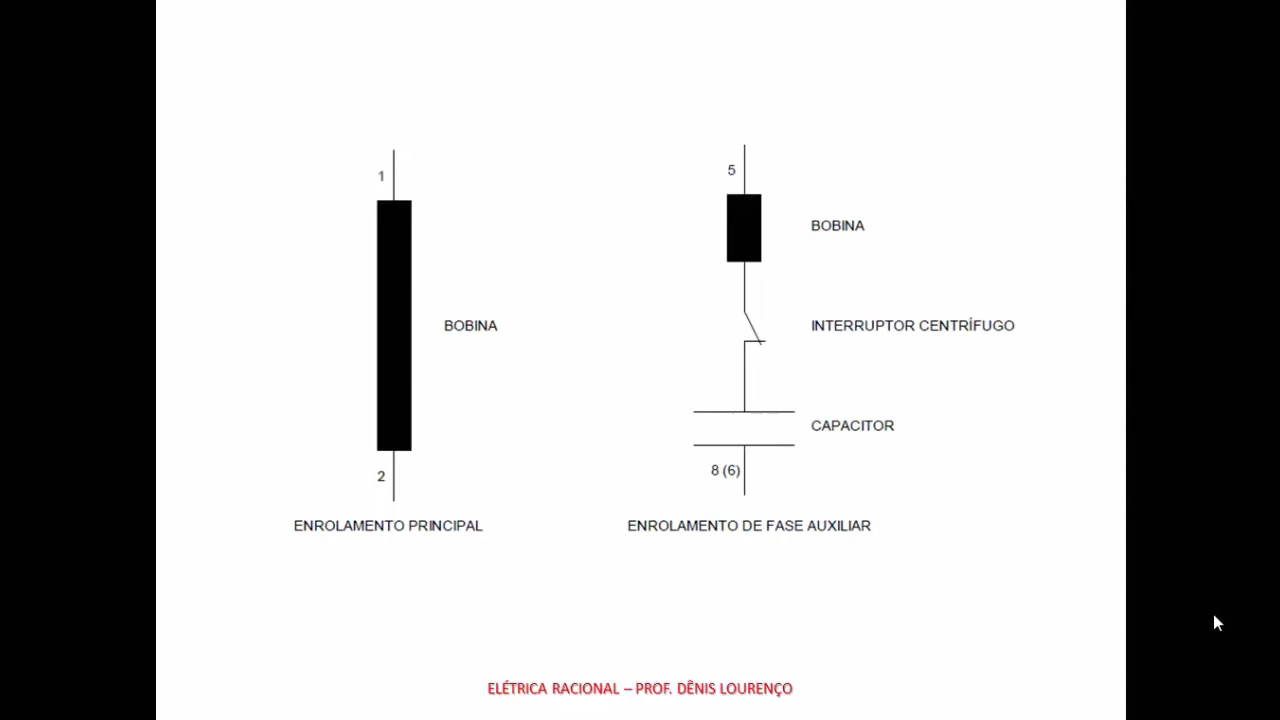 1
5
BOBINA
BOBINA
INTERRUPTOR CENTRÍFUGO
CAPACITOR
2
8 (6)
ENROLAMENTO PRINCIPAL
ENROLAMENTO DE FASE AUXILIAR
ELÉTRICA RACIONAL – PROF. DÊNIS LOURENÇO